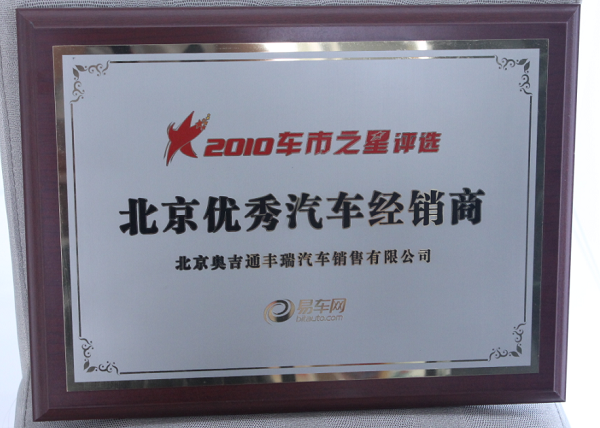 2010车市之星评选
北京优秀汽车经销商
北京奥吉通丰瑞汽车销售有限公司
易车网
bitauto.com